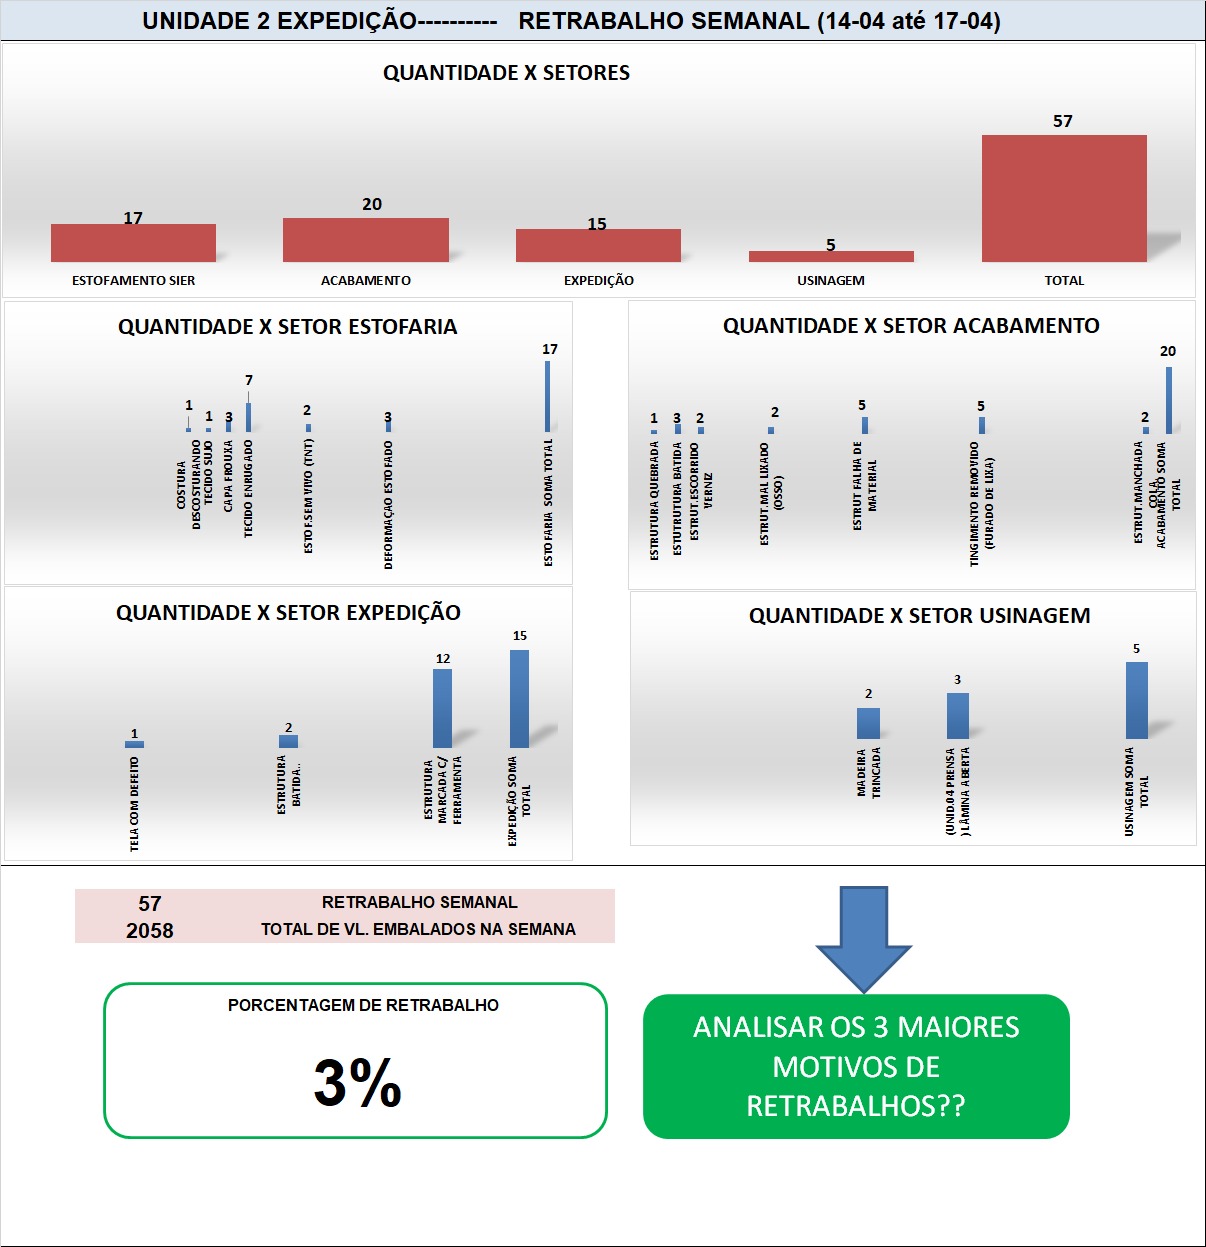 UNIDADE 2 EXPEDIÇÃO---------- RETRABALHO SEMANAL (14-04 até 17-04)
QUANTIDADE X SETORES
17
20
15
5
57
ESTOFAMENTO SIER
ACABAMENTO
EXPEDIÇÃO
USINAGEM
TOTAL
QUANTIDADE X SETOR ESTOFARIA
1
1
3
7
2
3
17
COSTURA
DESCOSTURANDO
TECIDO SUJO
CAPA FROUXA
TECIDO ENRUGADO
ESTOF.SEM VIVO (TNT)
DEFORMAÇAO ESTOFADO
ESTOFARIA SOMA TOTAL
QUANTIDADE X SETOR ACABAMENTO
1
3
2
2
5
5
2
20
ESTRUTURA QUEBRADA
ESTUTRUTURA BATIDA
ESTRUT.ESCORRIDO
VERNIZ
ESTRUT.MAL LIXADO
(OSSO)
ESTRUT FALHA DE
MATERIAL
TINGIMENTO REMOVIDO
(FURADO DE LIXA)
ESTRUT.MANCHADA
COLA
ACABAMENTO SOMA
TOTAL
QUANTIDADE X SETOR EXPEDIÇÃO
1
2
12
15
TELA COM DEFEITO
ESTRUTURA
BATIDA..
ESTRUTURA
MARCADA C/
FERRAMENTA
EXPEDIÇÃO SOMA
TOTAL
QUANTIDADE X SETOR USINAGEM
2
3
5
MADEIRA
TRINCADA
(UNID.04 PRENSA
) LÂMINA ABERTA
USINAGEM SOMA
TOTAL
57 RETRABALHO SEMANAL
2058 TOTAL DE VL. EMBALADOS NA SEMANA
PORCENTAGEM DE RETRABALHO
3%
ANALISAR OS 3 MAIORES
MOTIVOS DE
RETRABALHOS??